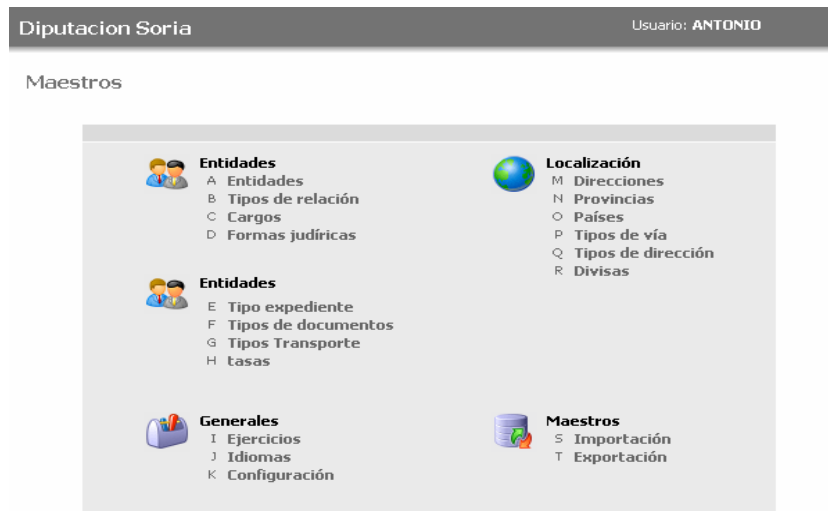 Diputacion Soria
Usuario: ANTONIO
Maestros
Entidades
A Entidades
B Tipos de relación
C Cargos
D Formas judíricas
Entidades
E Tipo expediente
F Tipos de documentos
G Tipos Transporte
H tasas
Generales
I Ejercicios
J Idiomas
K Configuración
Localización
M Direcciones
N Provincias
O Países
P Tipos de vía
Q Tipos de dirección
R Divisas
Maestros
S Importación
T Exportación